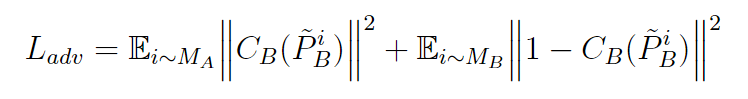 L_{adv} = \mathbb{E}_{i \sim M_A} \left\| C_B(\tilde{P}_B^i) \right\|^2 + \mathbb{E}_{i \sim M_B} \left\| 1 - C_B(\tilde{P}_B^i) \right\|^2